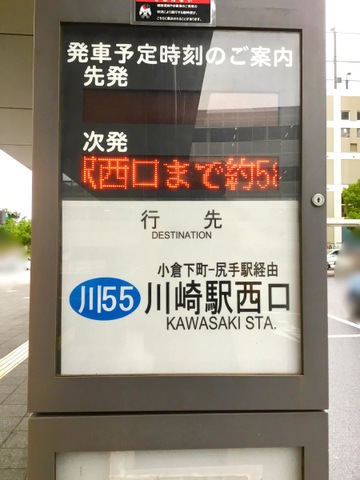 発車予定時刻のご案内
先発
次発
駅西口まで約58
行先
DESTINATION
小倉下町-尻手駅経由
川55 川崎駅西口
KAWASAKI STA.